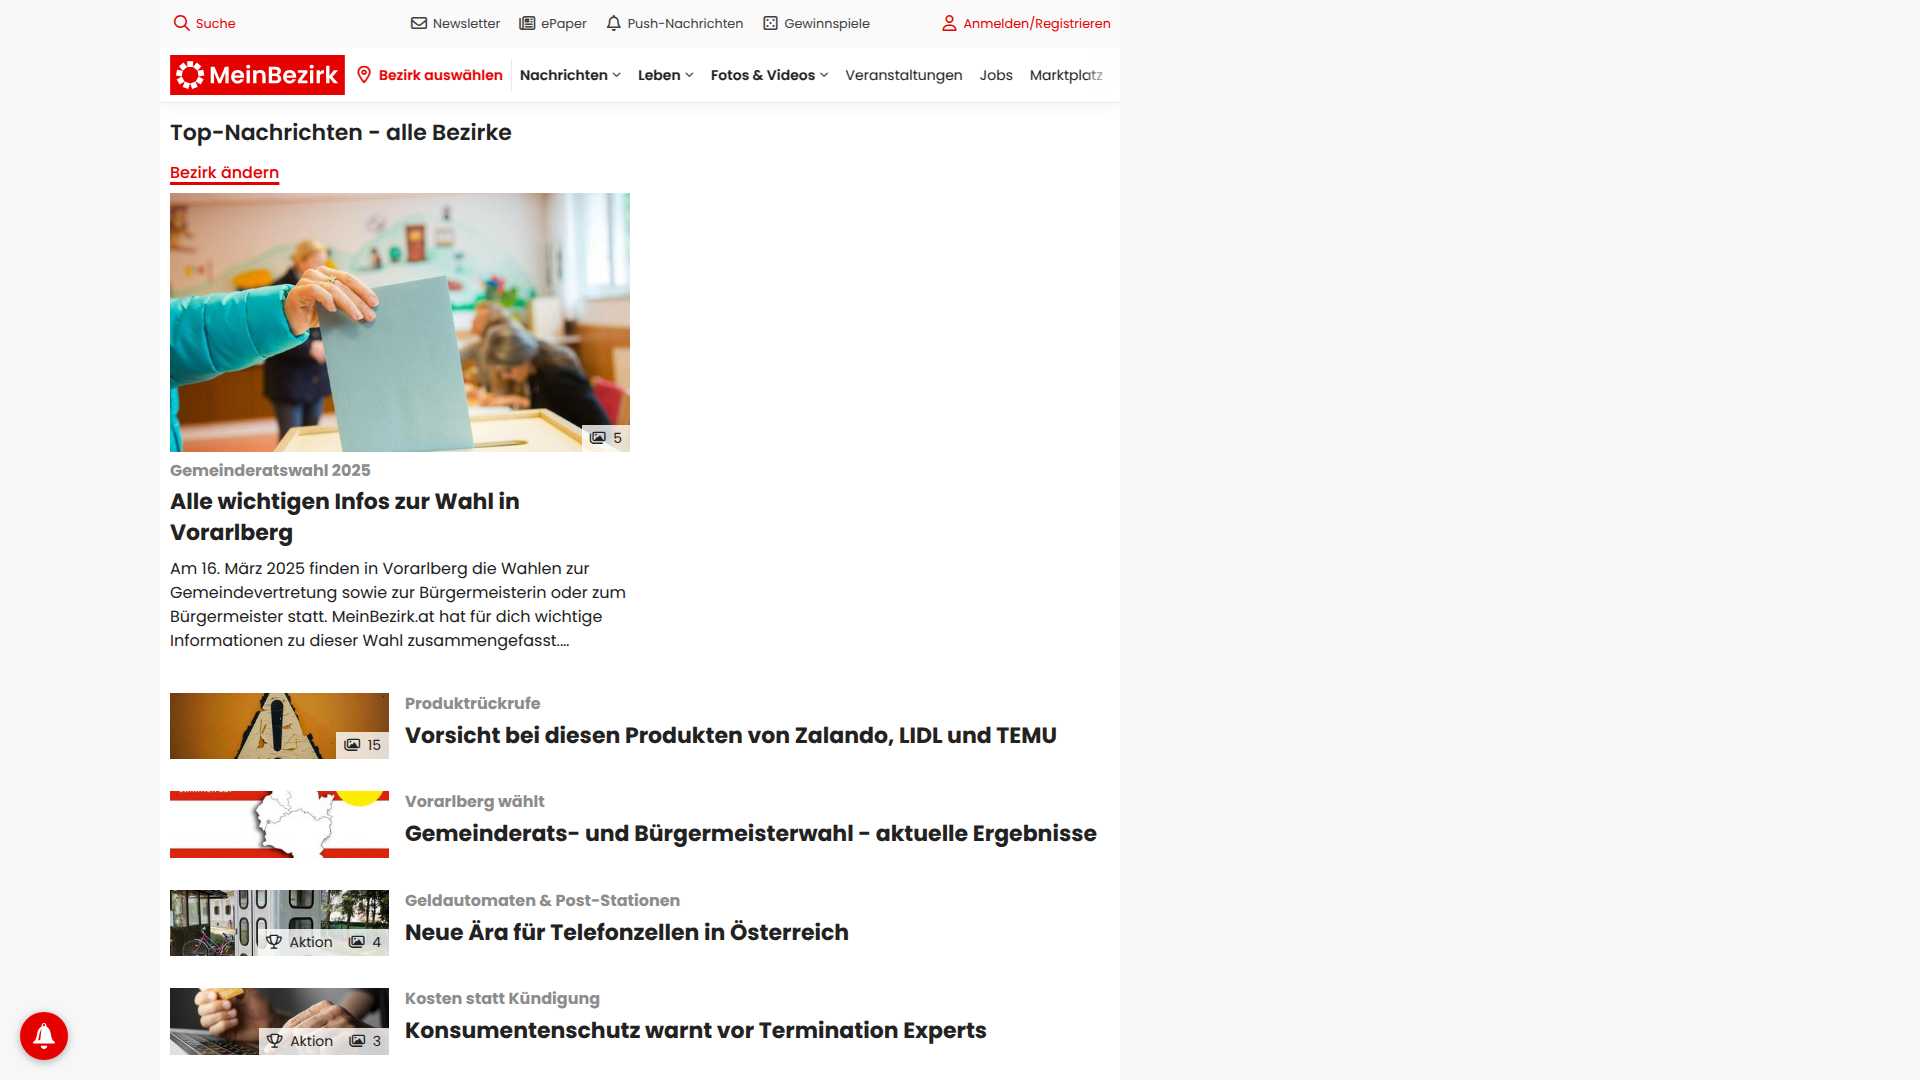 Suche
Newsletter
ePaper
Push-Nachrichten
Gewinnspiele
Anmelden/Registrieren
MeinBezirk
Bezirk auswählen
Nachrichten
Leben
Fotos & Videos
Veranstaltungen
Jobs
Marktplatz
Top-Nachrichten - alle Bezirke
Bezirk ändern
5
Gemeinderatswahl 2025
Alle wichtigen Infos zur Wahl in
Vorarlberg
Am 16. März 2025 finden in Vorarlberg die Wahlen zur
Gemeindevertretung sowie zur Bürgermeisterin oder zum
Bürgermeister statt. MeinBezirk.at hat für dich wichtige
Informationen zu dieser Wahl zusammengefasst....
15
Produktrückrufe
Vorsicht bei diesen Produkten von Zalando, LIDL und TEMU
Vorarlberg wählt
Gemeinderats- und Bürgermeisterwahl - aktuelle Ergebnisse
Aktion 4
Geldautomaten & Post-Stationen
Neue Ära für Telefonzellen in Österreich
Aktion 3
Kosten statt Kündigung
Konsumentenschutz warnt vor Termination Experts